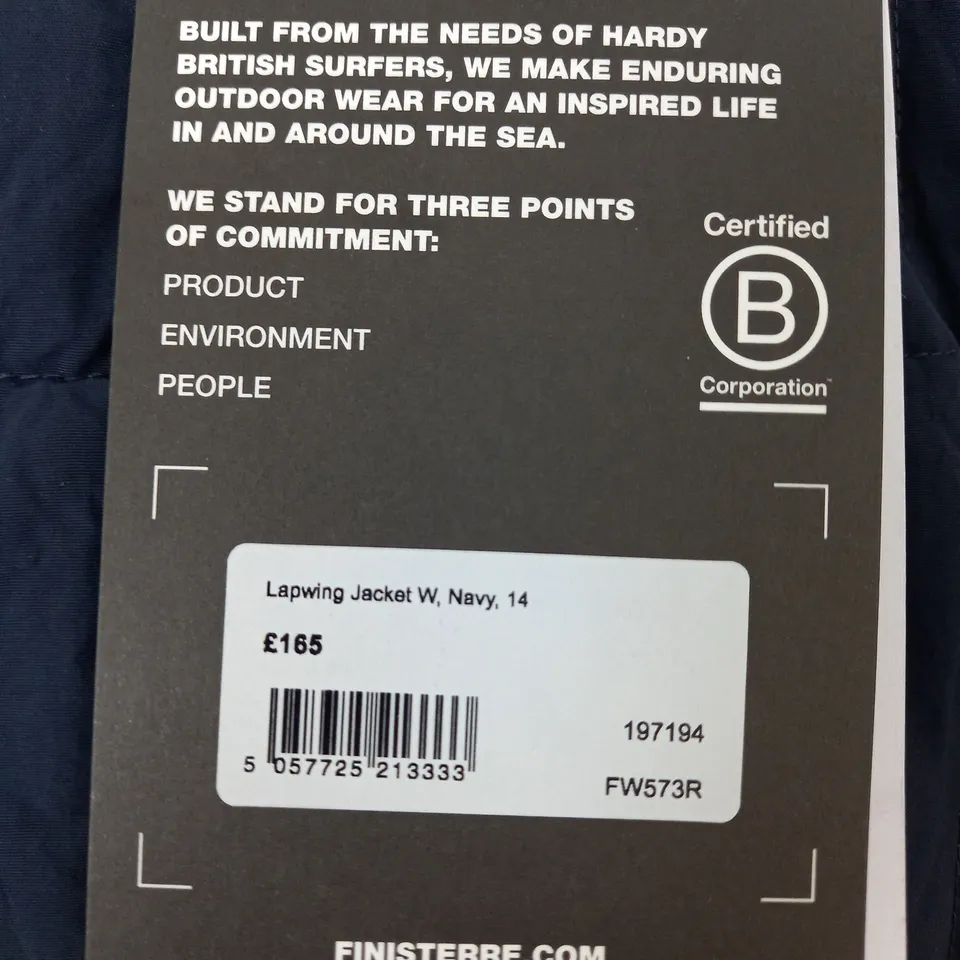 BUILT FROM THE NEEDS OF HARDY
BRITISH SURFERS, WE MAKE ENDURING
OUTDOOR WEAR FOR AN INSPIRED LIFE
IN AND AROUND THE SEA.
WE STAND FOR THREE POINTS
OF COMMITMENT:
PRODUCT
ENVIRONMENT
PEOPLE
Certified
B
Corporation™
Lapwing Jacket W, Navy, 14
£165
5 057725 213333
197194
FW573R
FINISTERRE.COM